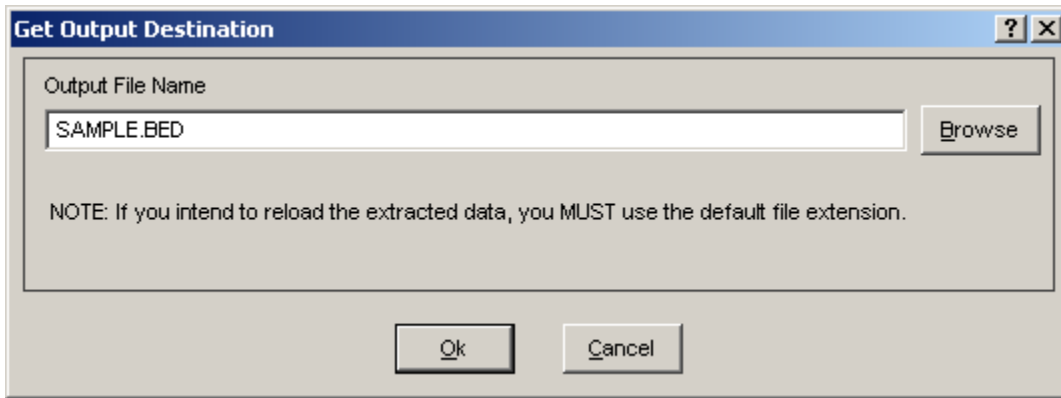 Get Output Destination
Output File Name
SAMPLE.BED
Browse
NOTE: If you intend to reload the extracted data, you MUST use the default file extension.
Ok
Cancel